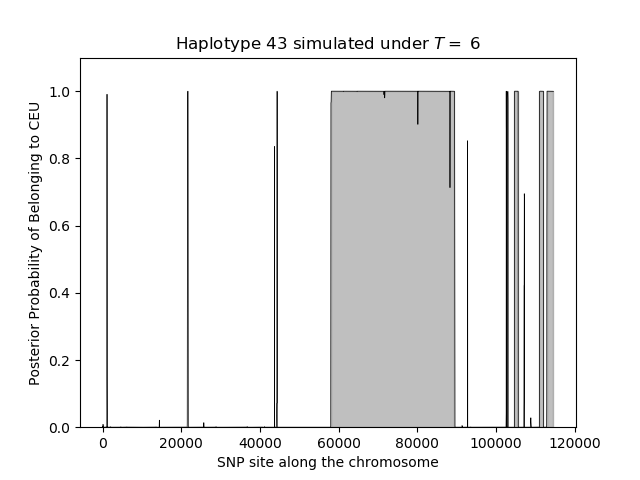 Haplotype 43 simulated under T = 6
Posterior Probability of Belonging to CEU
1.0
0.8
0.6
0.4
0.2
0.0
0 20000 40000 60000 80000 100000 120000
SNP site along the chromosome